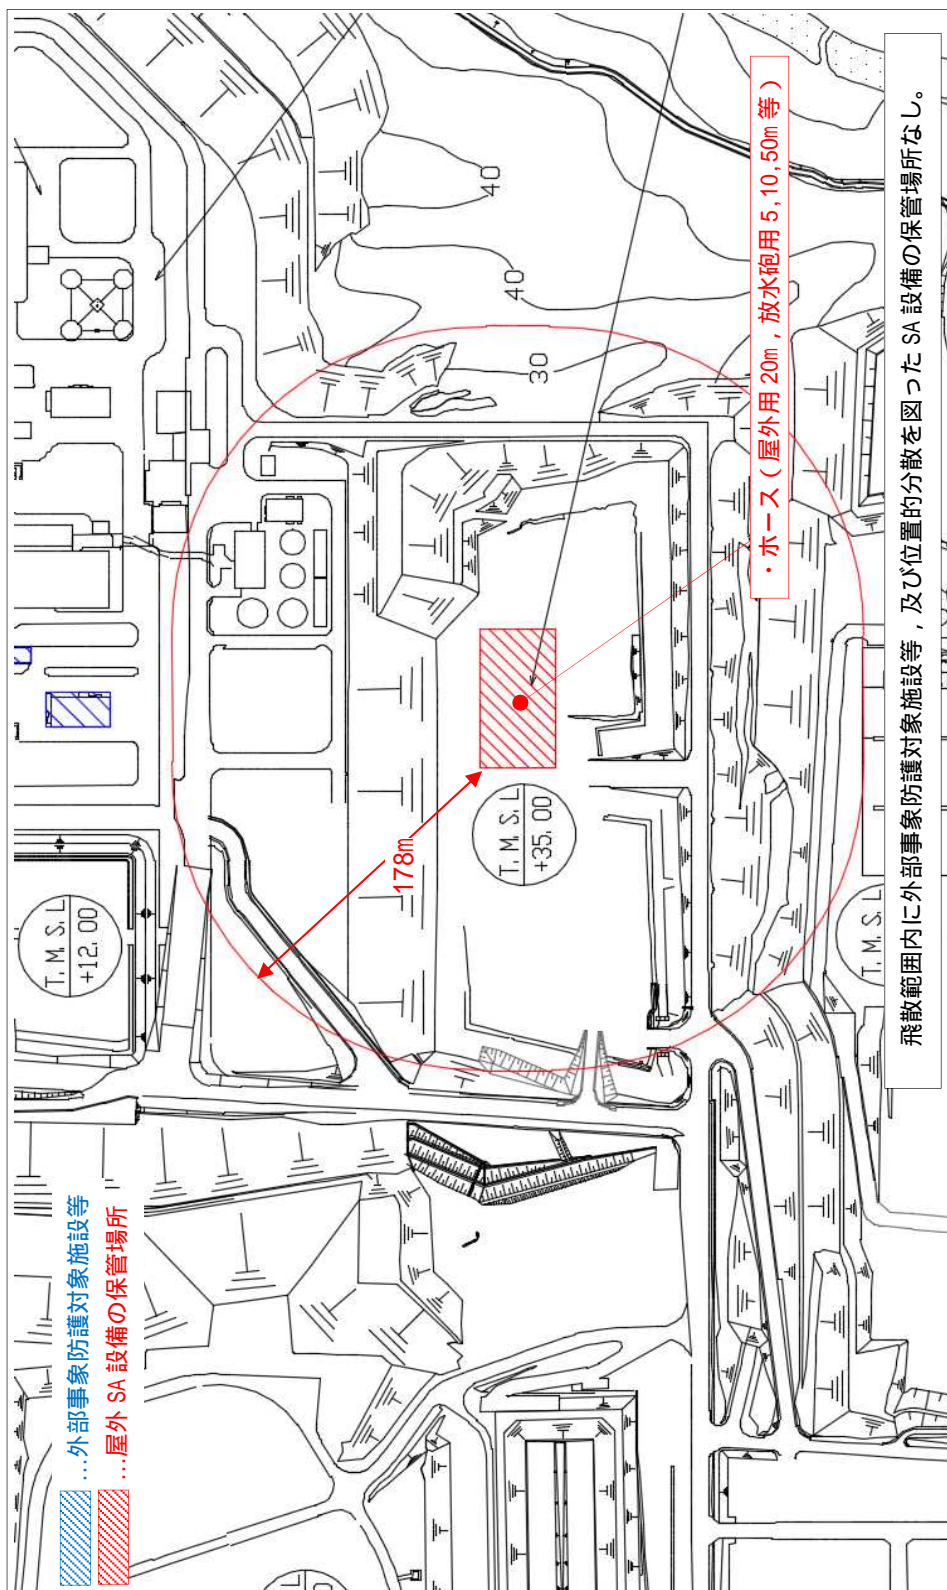 …外部事象防護対象施設等
…屋外 SA 設備の保管場所
T. M. S. L
+12. 00
178m
T. M. S. L
+35. 00
30
40
40
T. M. S. L
・ホース（屋外用 20m，放水砲用 5,10,50m 等）
飛散範囲内に外部事象防護対象施設等，及び位置的分散を図った SA 設備の保管場所なし。